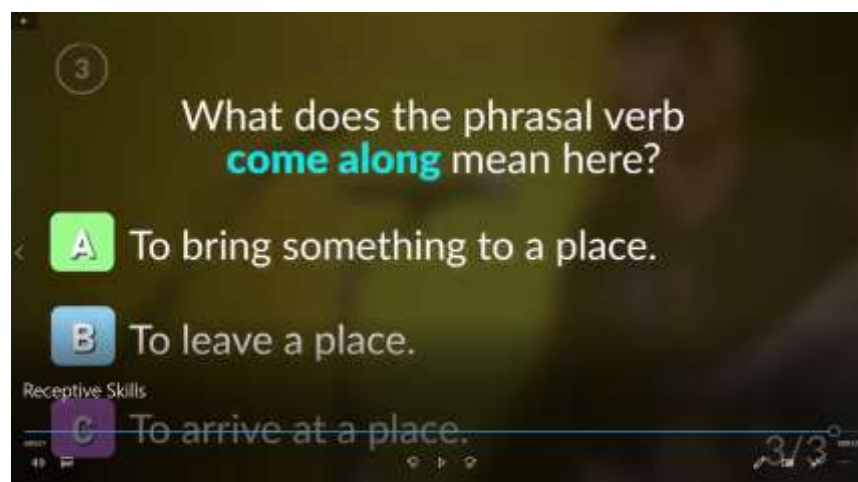 3
What does the phrasal verb
come along mean here?
A To bring something to a place.
B To leave a place.
Receptive Skills
C To arrive at a place.
3/3